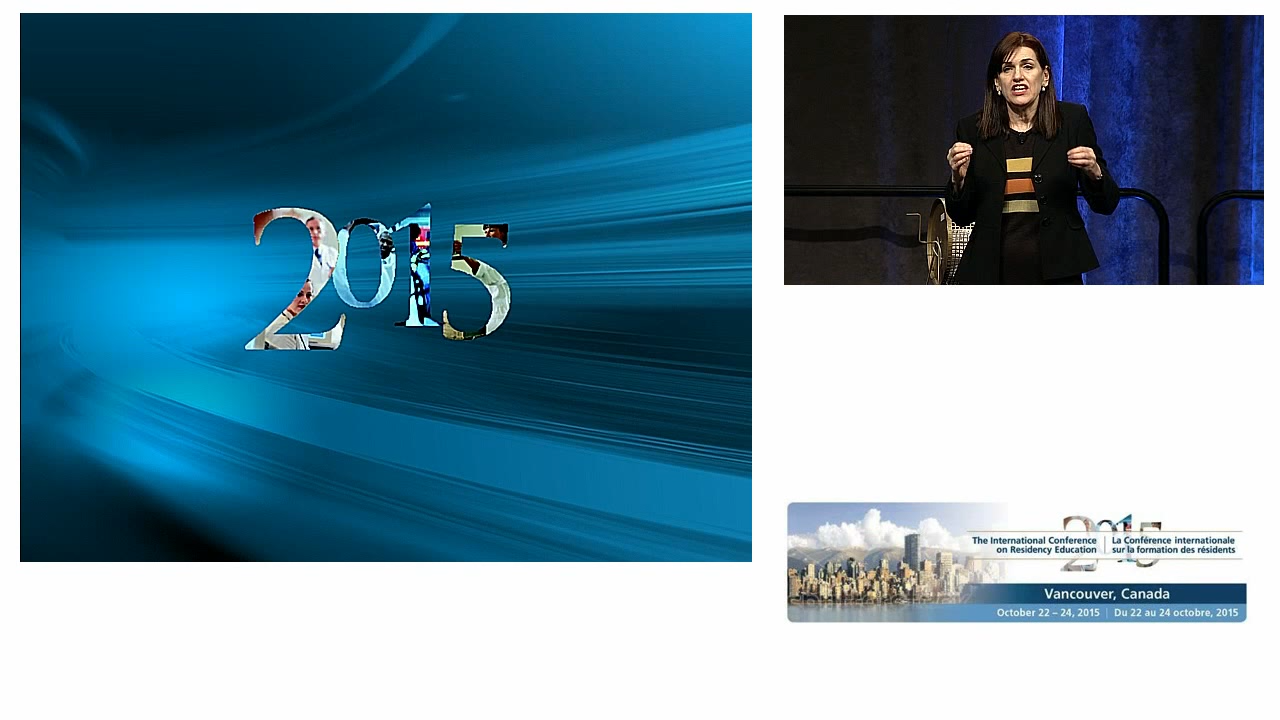 2015
2015
The International Conference
on Residency Education
La Conférence internationale
sur la formation des résidents
Vancouver, Canada
October 22 – 24, 2015 | Du 22 au 24 octobre, 2015